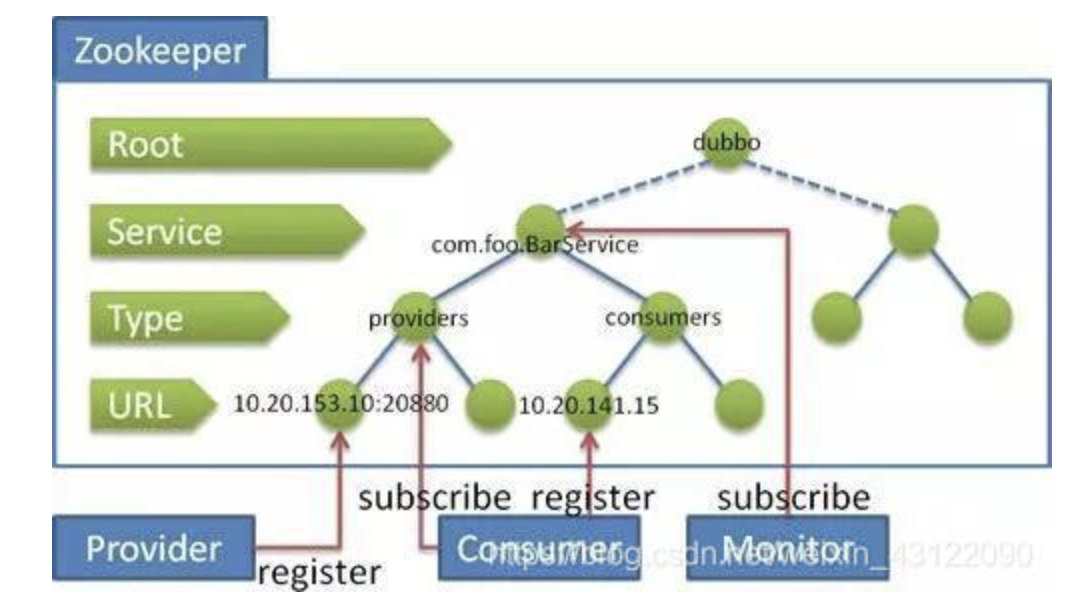 Zookeeper
Root
dubbo
Service
com.foo.BarService
Type
providers
consumers
URL
10.20.153.10:20880
10.20.141.15
subscribe
register
subscribe
Provider
Consumer
Monitor
register
https://blog.csdn.net/weixin_43122090